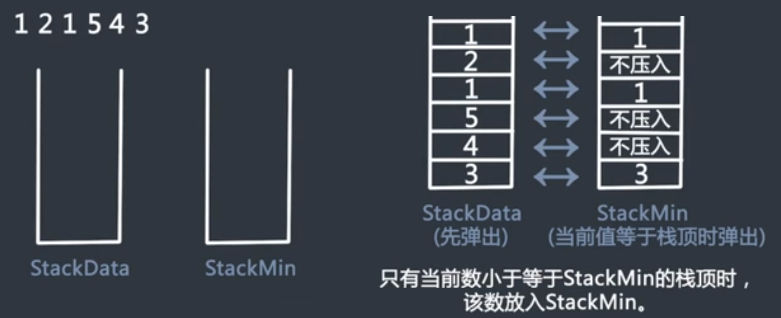 1 2 1 5 4 3
StackData
StackMin
1 1
2 不压入
1 1
5 不压入
4 不压入
3 3
StackData StackMin
(先弹出) (当前值等于栈顶时弹出)
只有当前数小于等于StackMin的栈顶时，
该数放入StackMin。